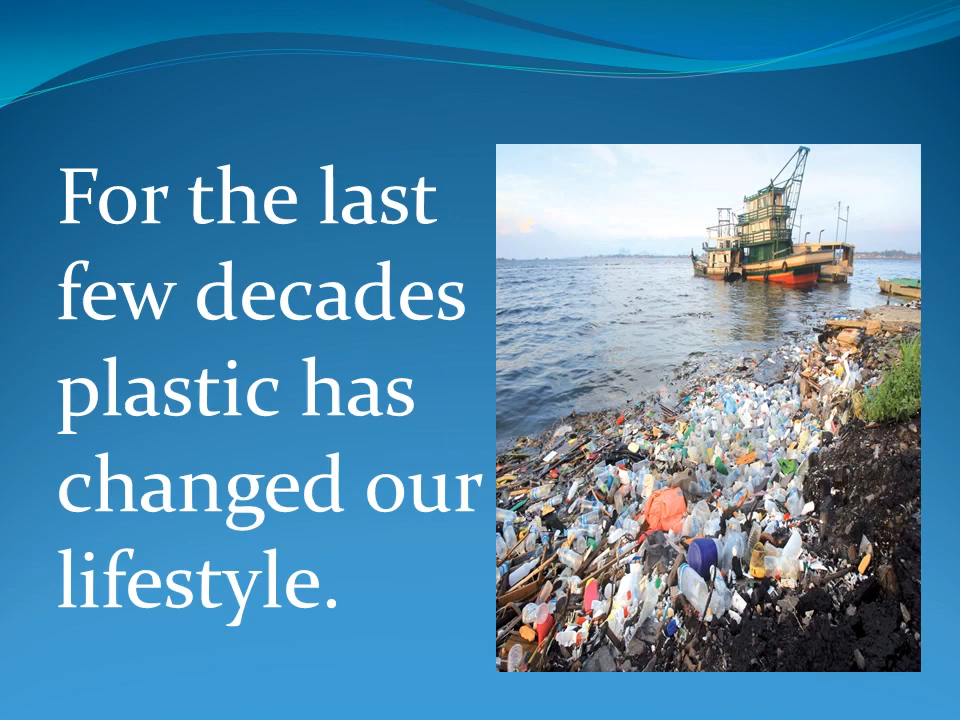 For the last
few decades
plastic has
changed our
lifestyle.